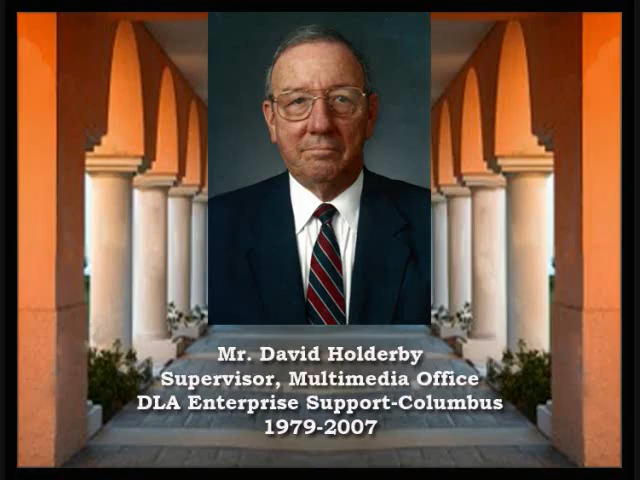 Mr. David Holderby
Supervisor, Multimedia Office
DLA Enterprise Support-Columbus
1979-2007